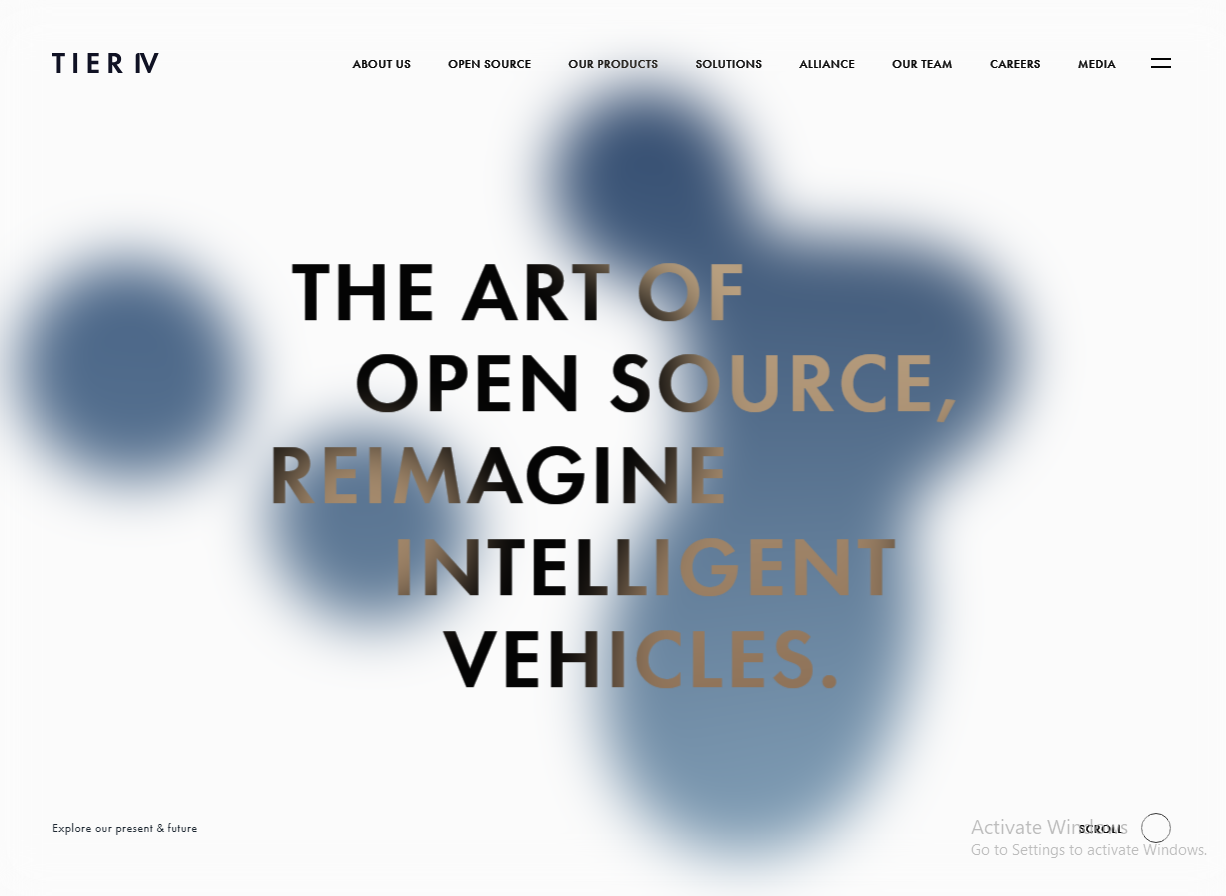 TIER IV
ABOUT US OPEN SOURCE OUR PRODUCTS SOLUTIONS ALLIANCE OUR TEAM CAREERS MEDIA
THE ART OF
OPEN SOURCE,
REIMAGINE
INTELLIGENT
VEHICLES.
Explore our present & future
SCROLL
Activate Windows
Go to Settings to activate Windows.